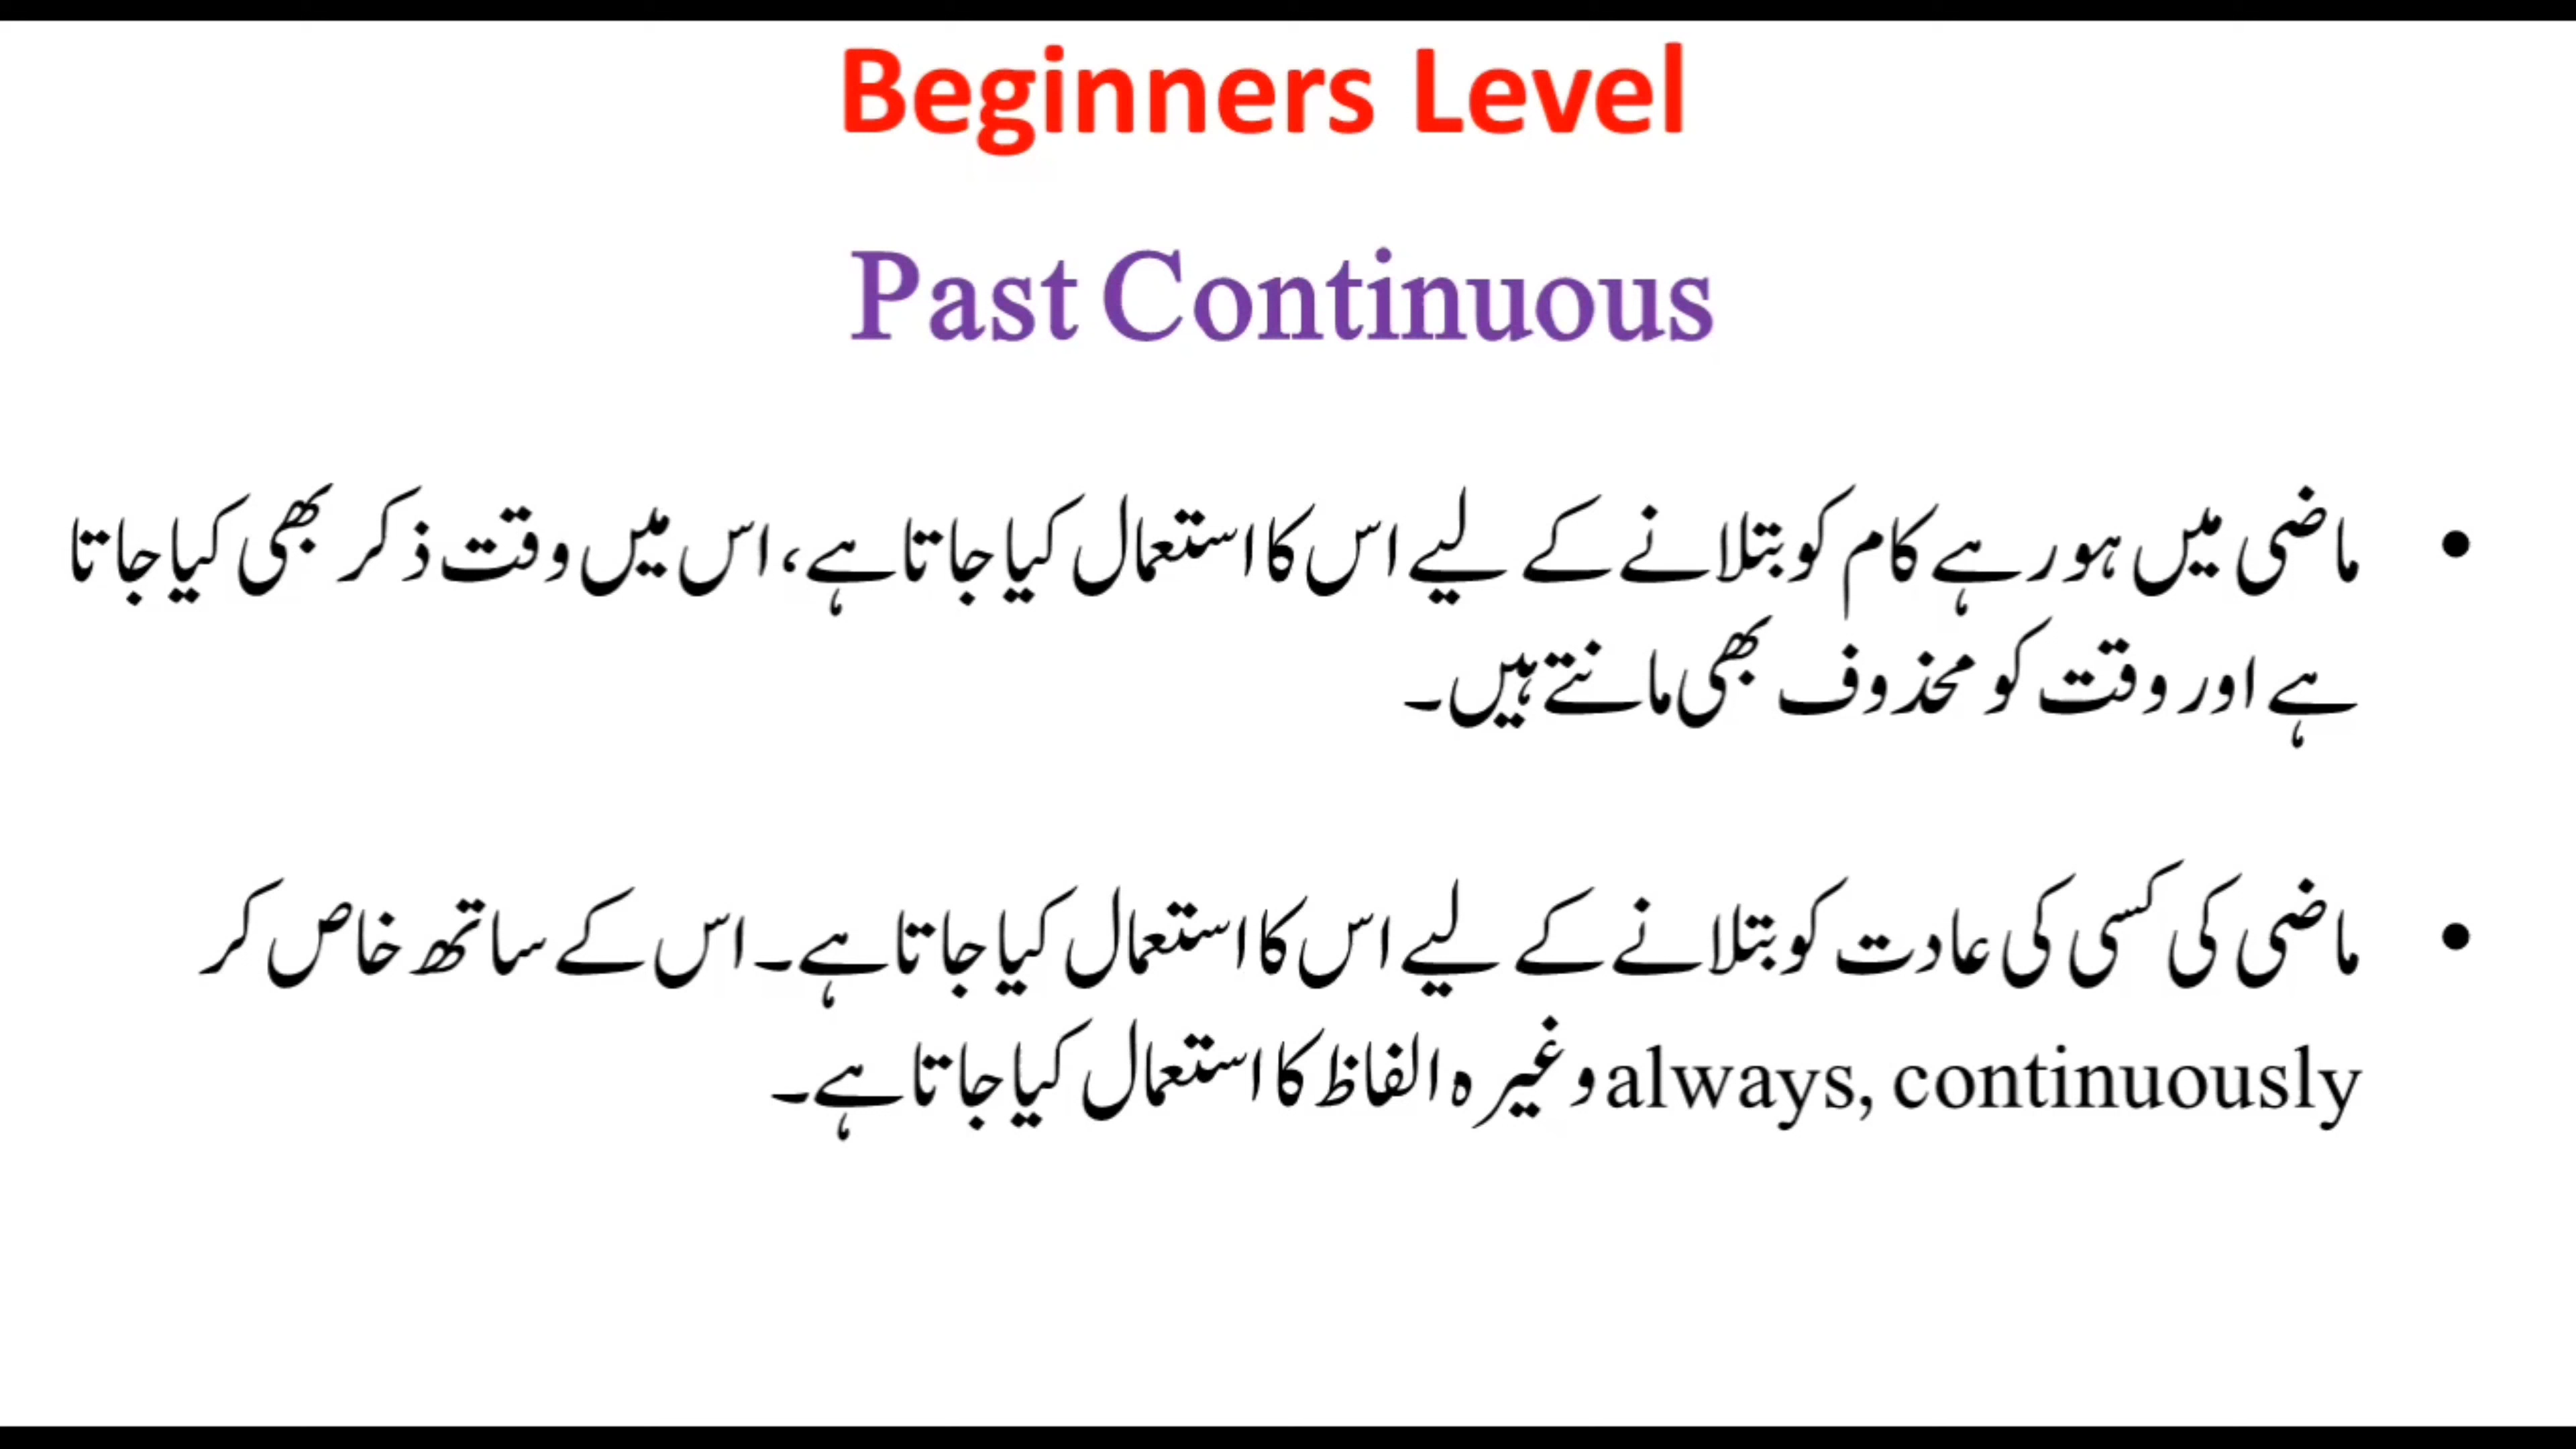 Beginners Level
Past Continuous
• ماضی میں ہو رہے کام کو بتلانے کے لیے اس کا استعمال کیا جاتا ہے، اس میں وقت ذکر بھی کیا جاتا
ہے اور وقت کو محذوف بھی مانتے ہیں۔
• ماضی کی کسی کی عادت کو بتلانے کے لیے اس کا استعمال کیا جاتا ہے۔ اس کے ساتھ خاص کر
always, continuously وغیرہ الفاظ کا استعمال کیا جاتا ہے۔